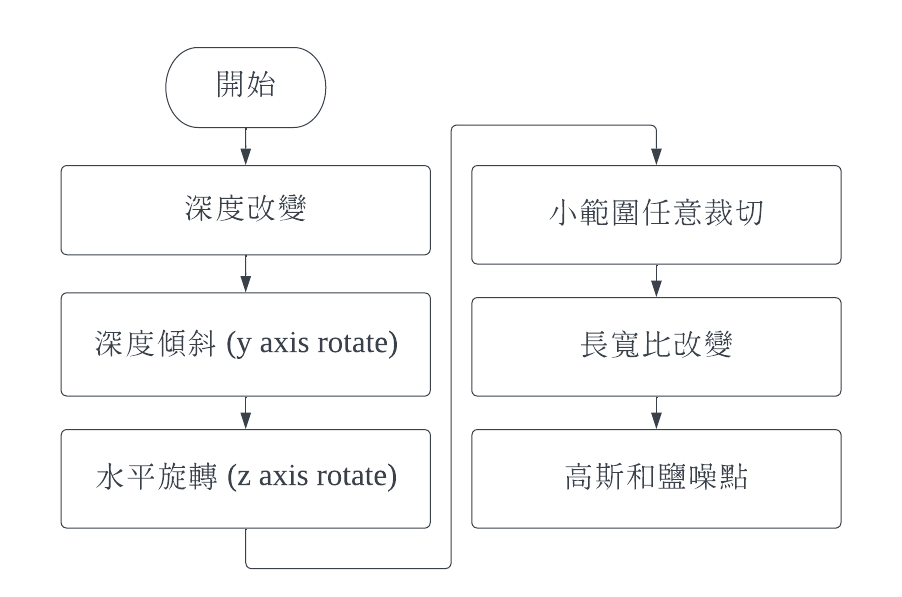 開始
深度改變
深度傾斜 (y axis rotate)
水平旋轉 (z axis rotate)
小範圍任意裁切
長寬比改變
高斯和鹽噪點